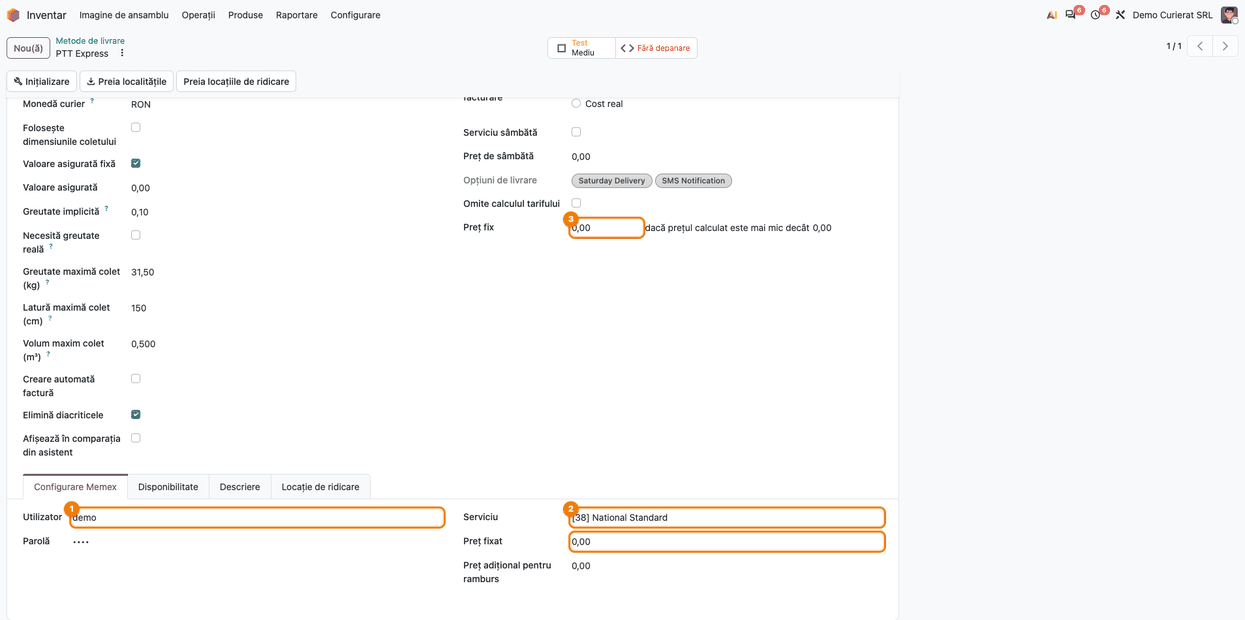 Inventar Imagine de ansamblu Operații Produse Raportare Configurare
AI 6 6 Demo Curierat SRL
Nou(ă) Metode de livrare
PTT Express
Test
Mediu
Fără depanare
1 / 1
Inițializare Preia localitățile Preia locațiile de ridicare
Monedă curier ? RON
facturare
Cost real
Folosește
dimensiunile coletului
Valoare asigurată fixă
Valoare asigurată 0,00
Greutate implicită ? 0,10
Necesită greutate
reală ?
Greutate maximă colet
(kg) ?
31,50
Latură maximă colet
(cm) ?
150
Volum maxim colet
(m³) ?
0,500
Creare automată
factură
Elimină diacriticele
Afișează în comparația
din asistent
Serviciu sâmbătă
Preț de sâmbătă 0,00
Opțiuni de livrare Saturday Delivery SMS Notification
Omite calculul tarifului
3
Preț fix 0,00 dacă prețul calculat este mai mic decât 0,00
Configurare Memex Disponibilitate Descriere Locație de ridicare
1
Utilizator demo
Parolă ••••
2
Serviciu [38] National Standard
Preț fixat 0,00
Preț adițional pentru
ramburs
0,00